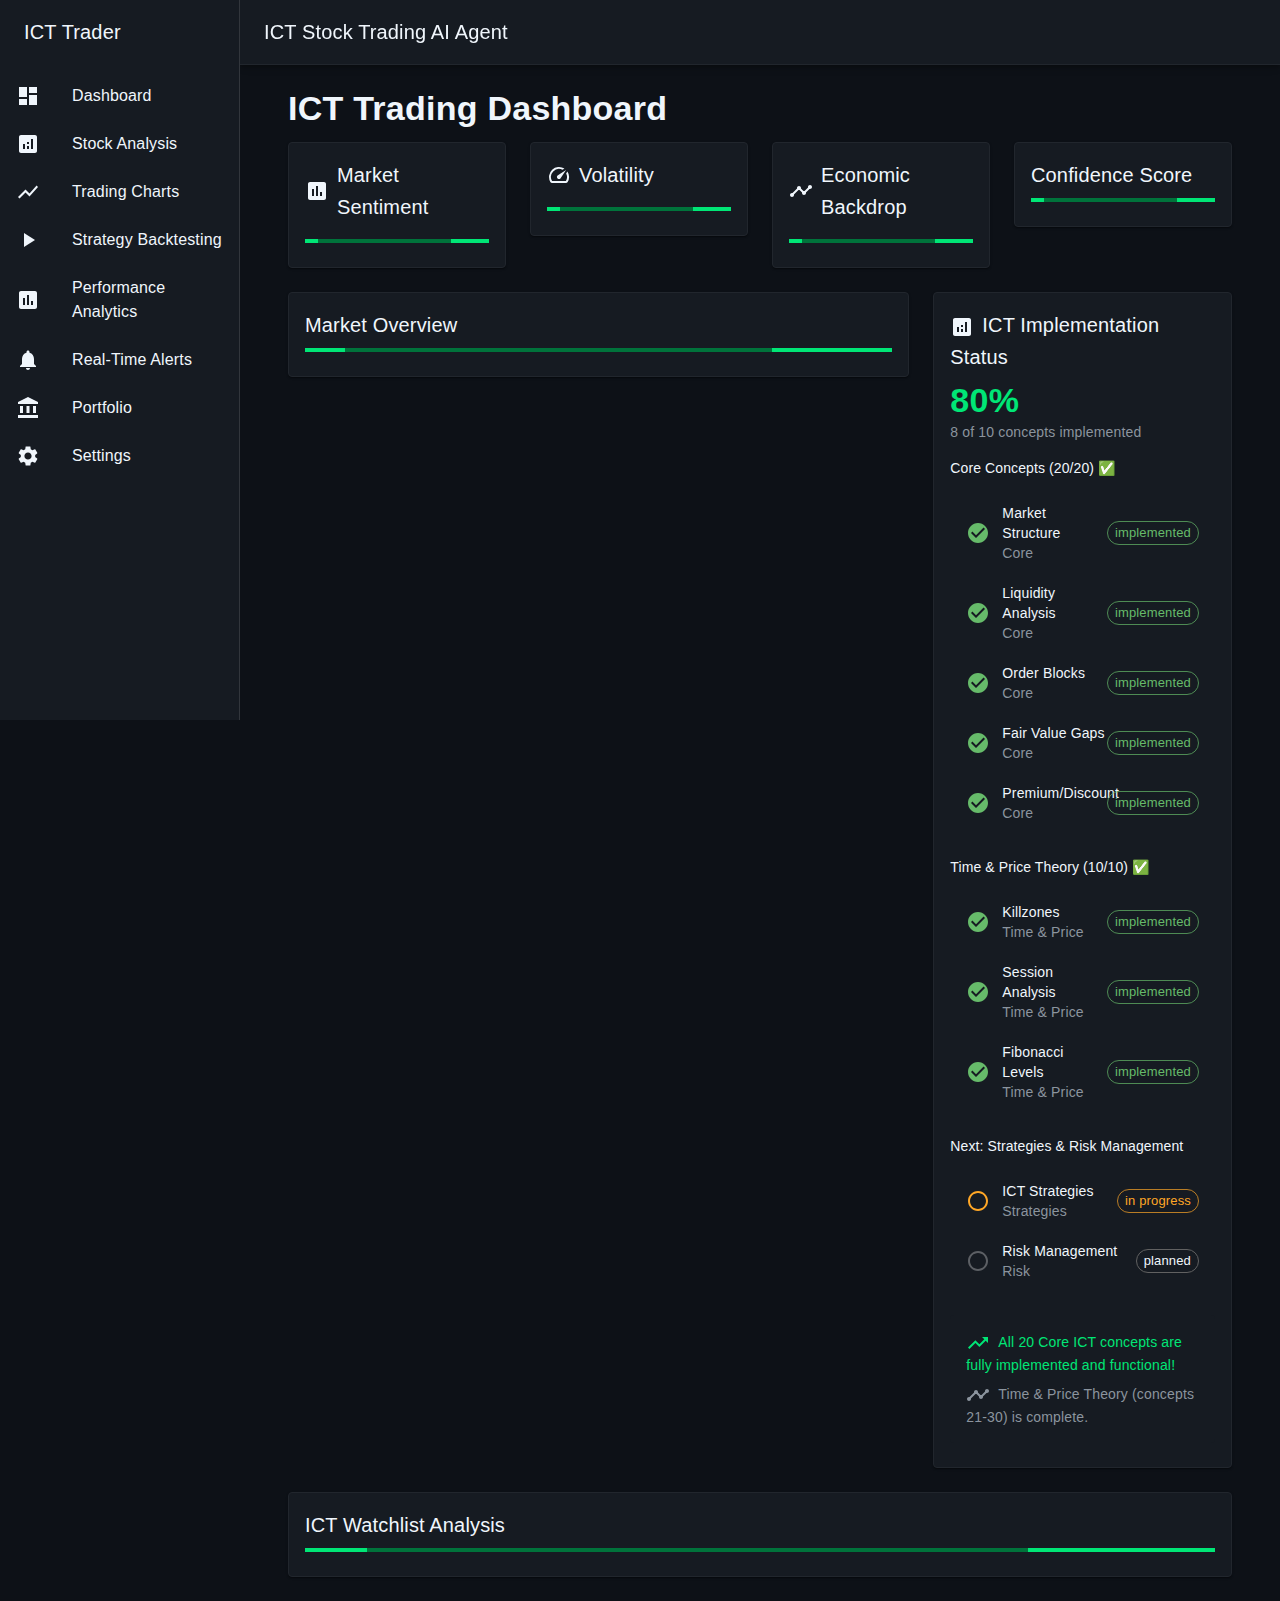 ICT Trader
ICT Stock Trading AI Agent
Dashboard
Stock Analysis
Trading Charts
Strategy Backtesting
Performance
Analytics
Real-Time Alerts
Portfolio
Settings
ICT Trading Dashboard
Market
Sentiment
Volatility
Economic
Backdrop
Confidence Score
Market Overview
ICT Implementation
Status
80%
8 of 10 concepts implemented
Core Concepts (20/20) ✅
Market
Structure
Core
implemented
Liquidity
Analysis
Core
implemented
Order Blocks
Core
implemented
Fair Value Gaps
Core
implemented
Premium/Discount
Core
implemented
Time & Price Theory (10/10) ✅
Killzones
Time & Price
implemented
Session
Analysis
Time & Price
implemented
Fibonacci
Levels
Time & Price
implemented
Next: Strategies & Risk Management
ICT Strategies
Strategies
in progress
Risk Management
Risk
planned
All 20 Core ICT concepts are
fully implemented and functional!
Time & Price Theory (concepts
21-30) is complete.
ICT Watchlist Analysis